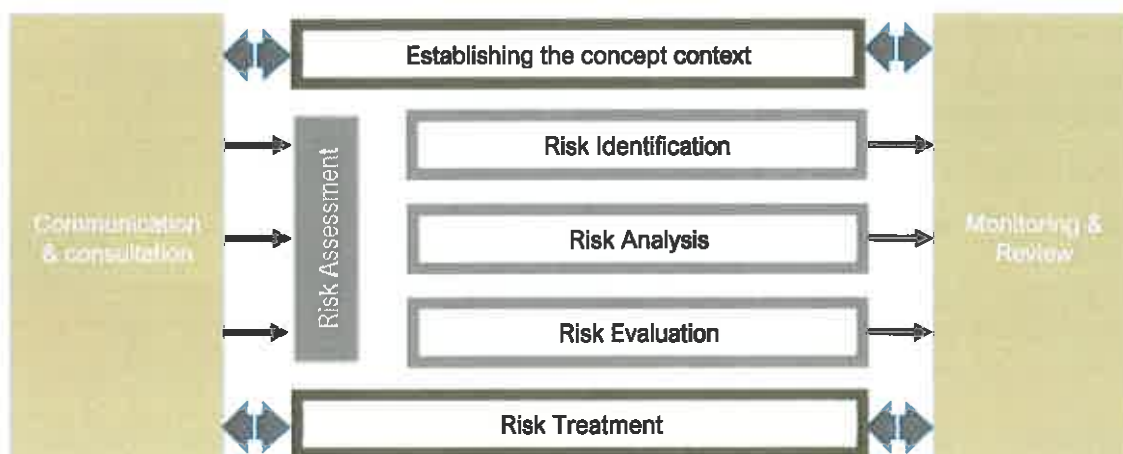 Establishing the concept context
Risk Assessment
Risk Identification
Communication
& consultation
Risk Analysis
Monitoring &
Review
Risk Evaluation
Risk Treatment